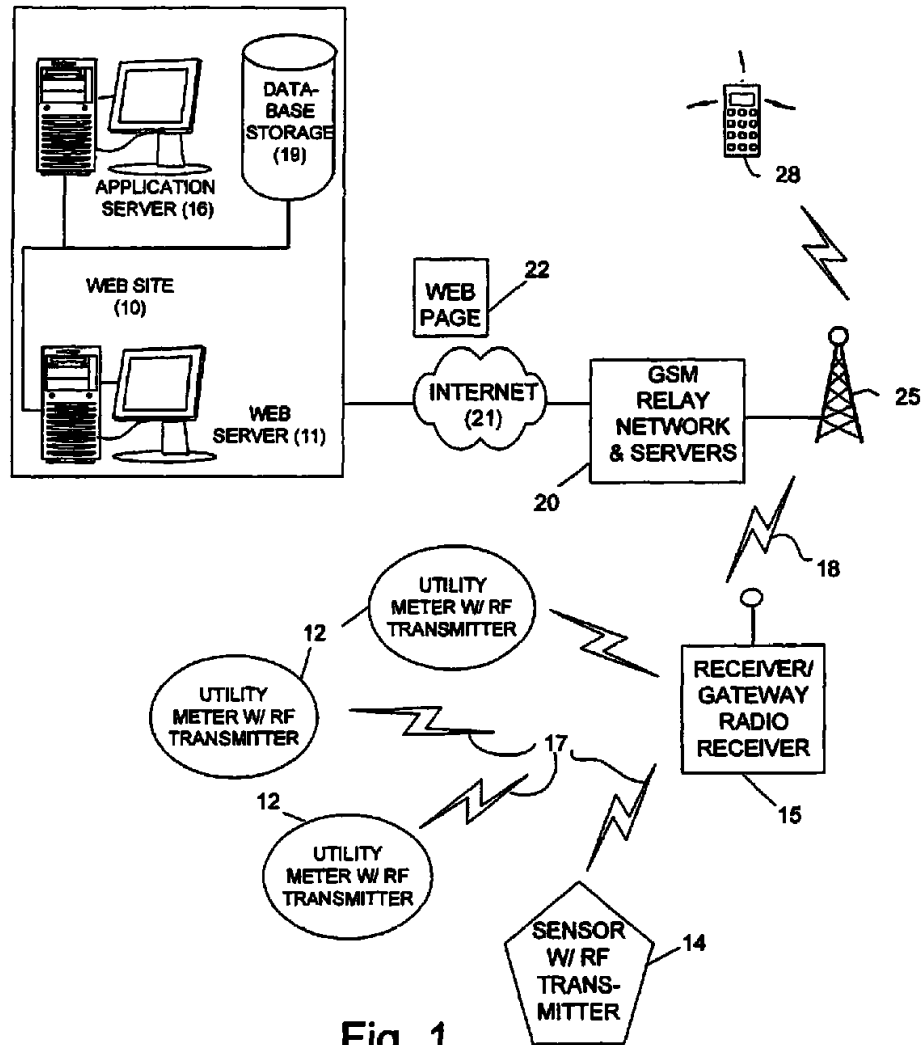 DATA-
BASE
STORAGE
(19)
APPLICATION
SERVER (16)
WEB SITE
(10)
WEB
SERVER (11)
28
22
WEB
PAGE
INTERNET
(21)
GSM
RELAY
NETWORK
& SERVERS
20
25
18
UTILITY
METER W/ RF
TRANSMITTER
12
UTILITY
METER W/ RF
TRANSMITTER
17
RECEIVER/
GATEWAY
RADIO
RECEIVER
15
12
UTILITY
METER W/ RF
TRANSMITTER
SENSOR
W/ RF
TRANS-
MITTER
14
Fig. 1